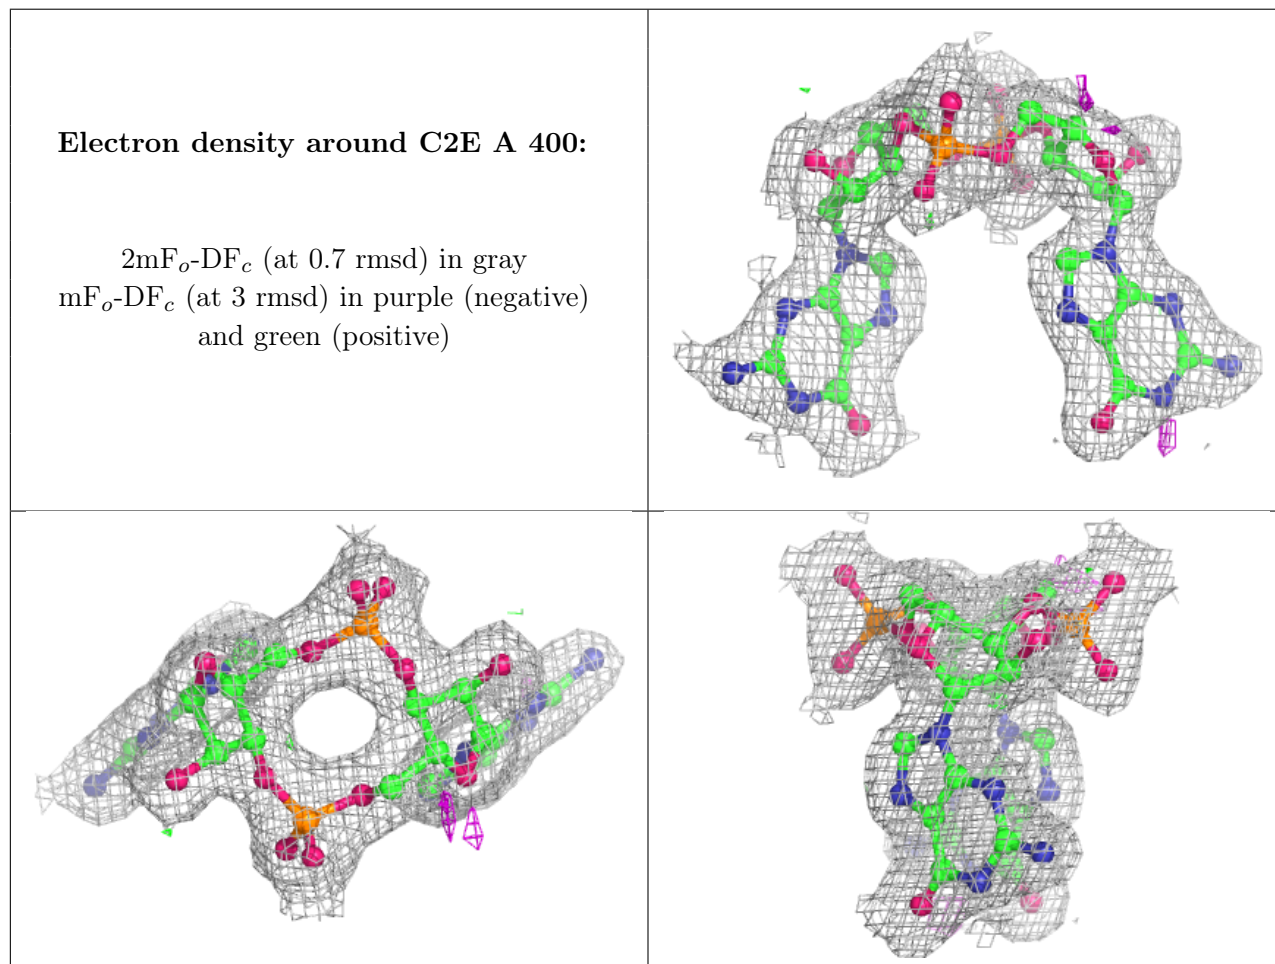 Electron density around C2E A 400:
2mFₒ-DF𝒸 (at 0.7 rmsd) in gray
mFₒ-DF𝒸 (at 3 rmsd) in purple (negative)
and green (positive)